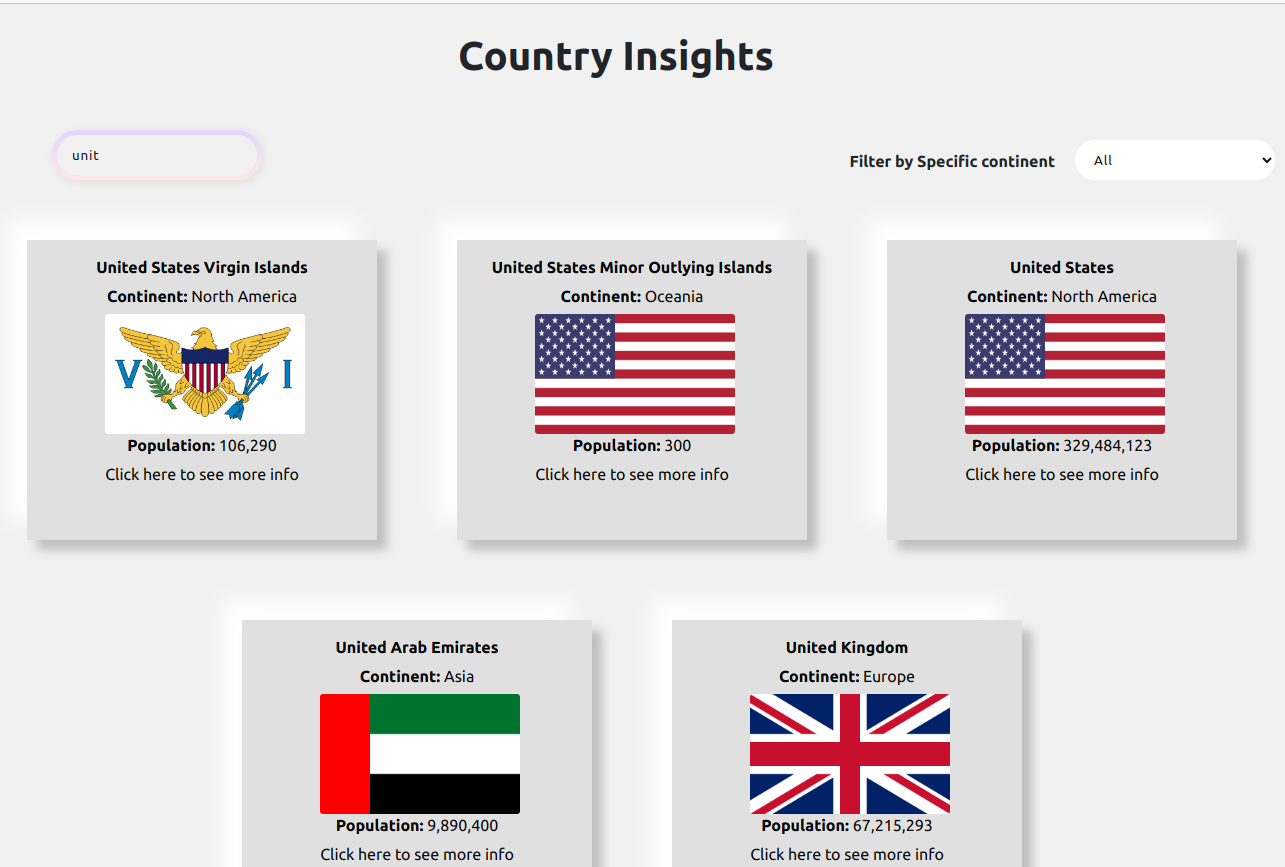 Country Insights
unit
Filter by Specific continent
All
United States Virgin Islands
Continent: North America
V I
Population: 106,290
Click here to see more info
United States Minor Outlying Islands
Continent: Oceania
Population: 300
Click here to see more info
United States
Continent: North America
Population: 329,484,123
Click here to see more info
United Arab Emirates
Continent: Asia
Population: 9,890,400
Click here to see more info
United Kingdom
Continent: Europe
Population: 67,215,293
Click here to see more info